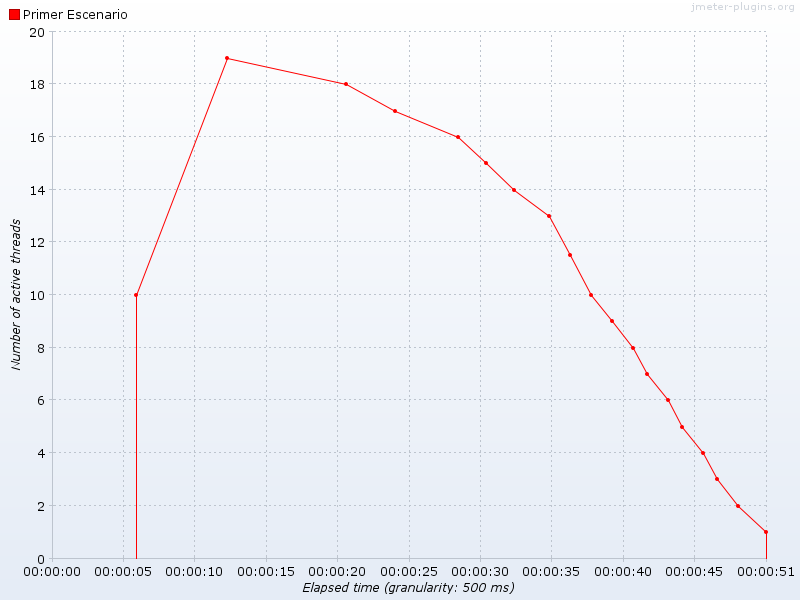 jmeter-plugins.org
Primer Escenario
20
18
16
14
12
10
8
6
4
2
0
Number of active threads
00:00:00 00:00:05 00:00:10 00:00:15 00:00:20 00:00:25 00:00:30 00:00:35 00:00:40 00:00:45 00:00:51
Elapsed time (granularity: 500 ms)